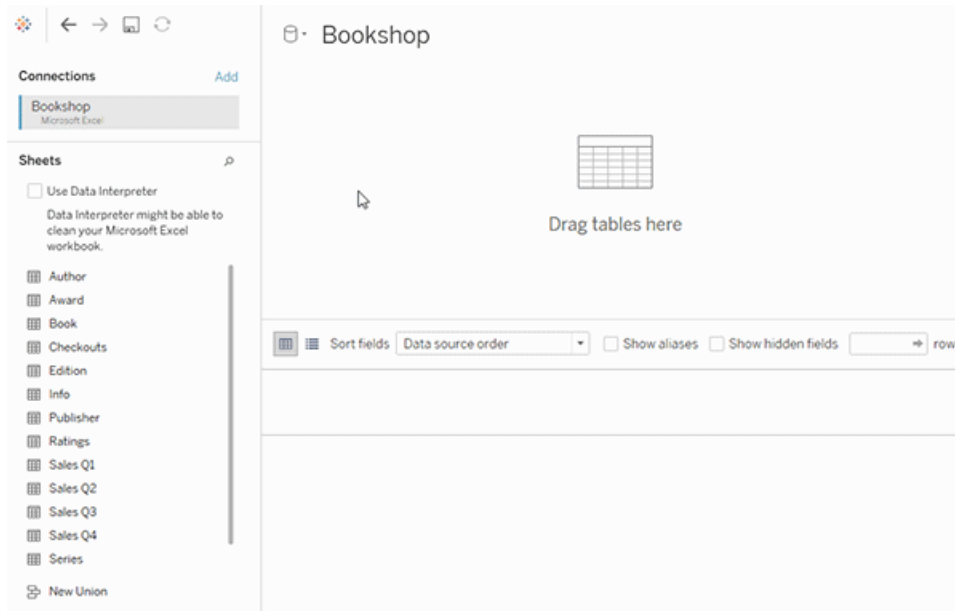 Bookshop
Connections Add
Bookshop
Microsoft Excel
Sheets
Use Data Interpreter
Data Interpreter might be able to
clean your Microsoft Excel
workbook.
Author
Award
Book
Checkouts
Edition
Info
Publisher
Ratings
Sales Q1
Sales Q2
Sales Q3
Sales Q4
Series
New Union
Drag tables here
Sort fields Data source order Show aliases Show hidden fields row